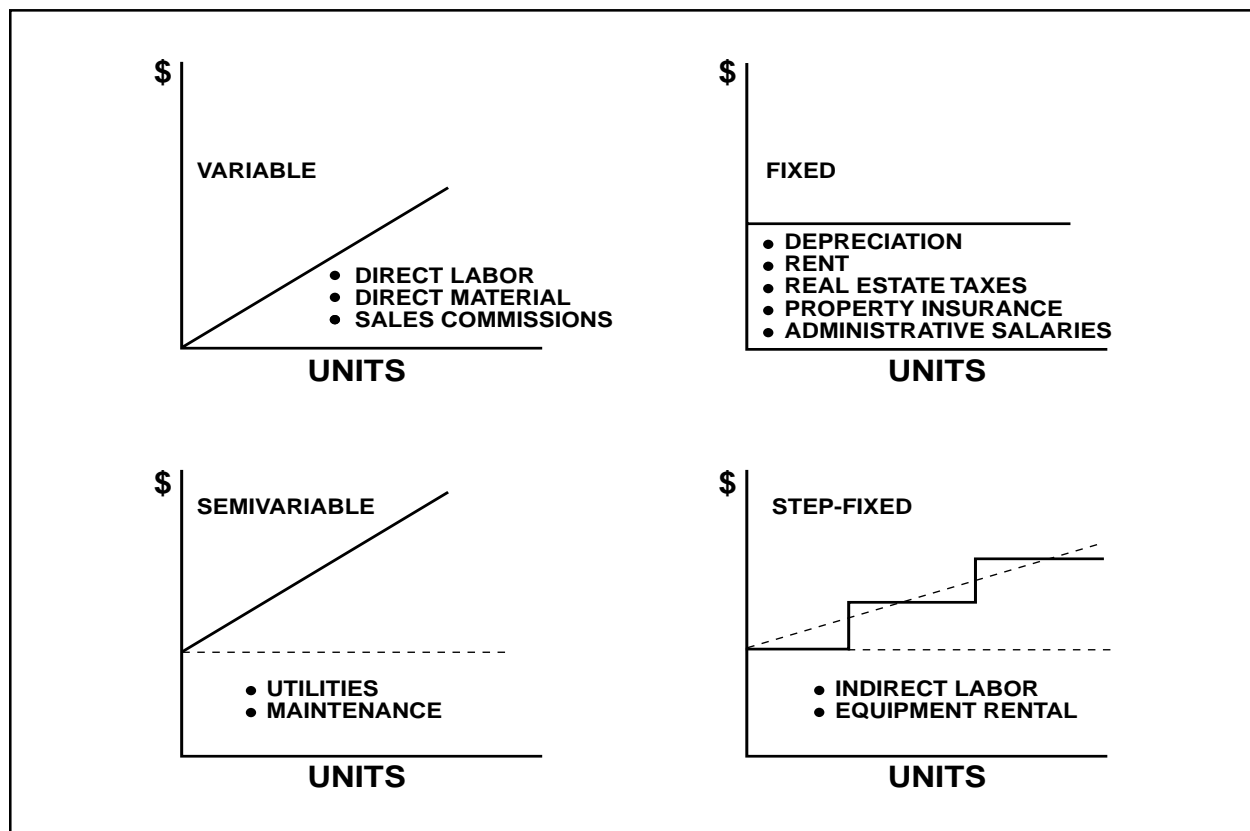 $
VARIABLE
● DIRECT LABOR
● DIRECT MATERIAL
● SALES COMMISSIONS
UNITS
$
FIXED
● DEPRECIATION
● RENT
● REAL ESTATE TAXES
● PROPERTY INSURANCE
● ADMINISTRATIVE SALARIES
UNITS
$
SEMIVARIABLE
● UTILITIES
● MAINTENANCE
UNITS
$
STEP-FIXED
● INDIRECT LABOR
● EQUIPMENT RENTAL
UNITS